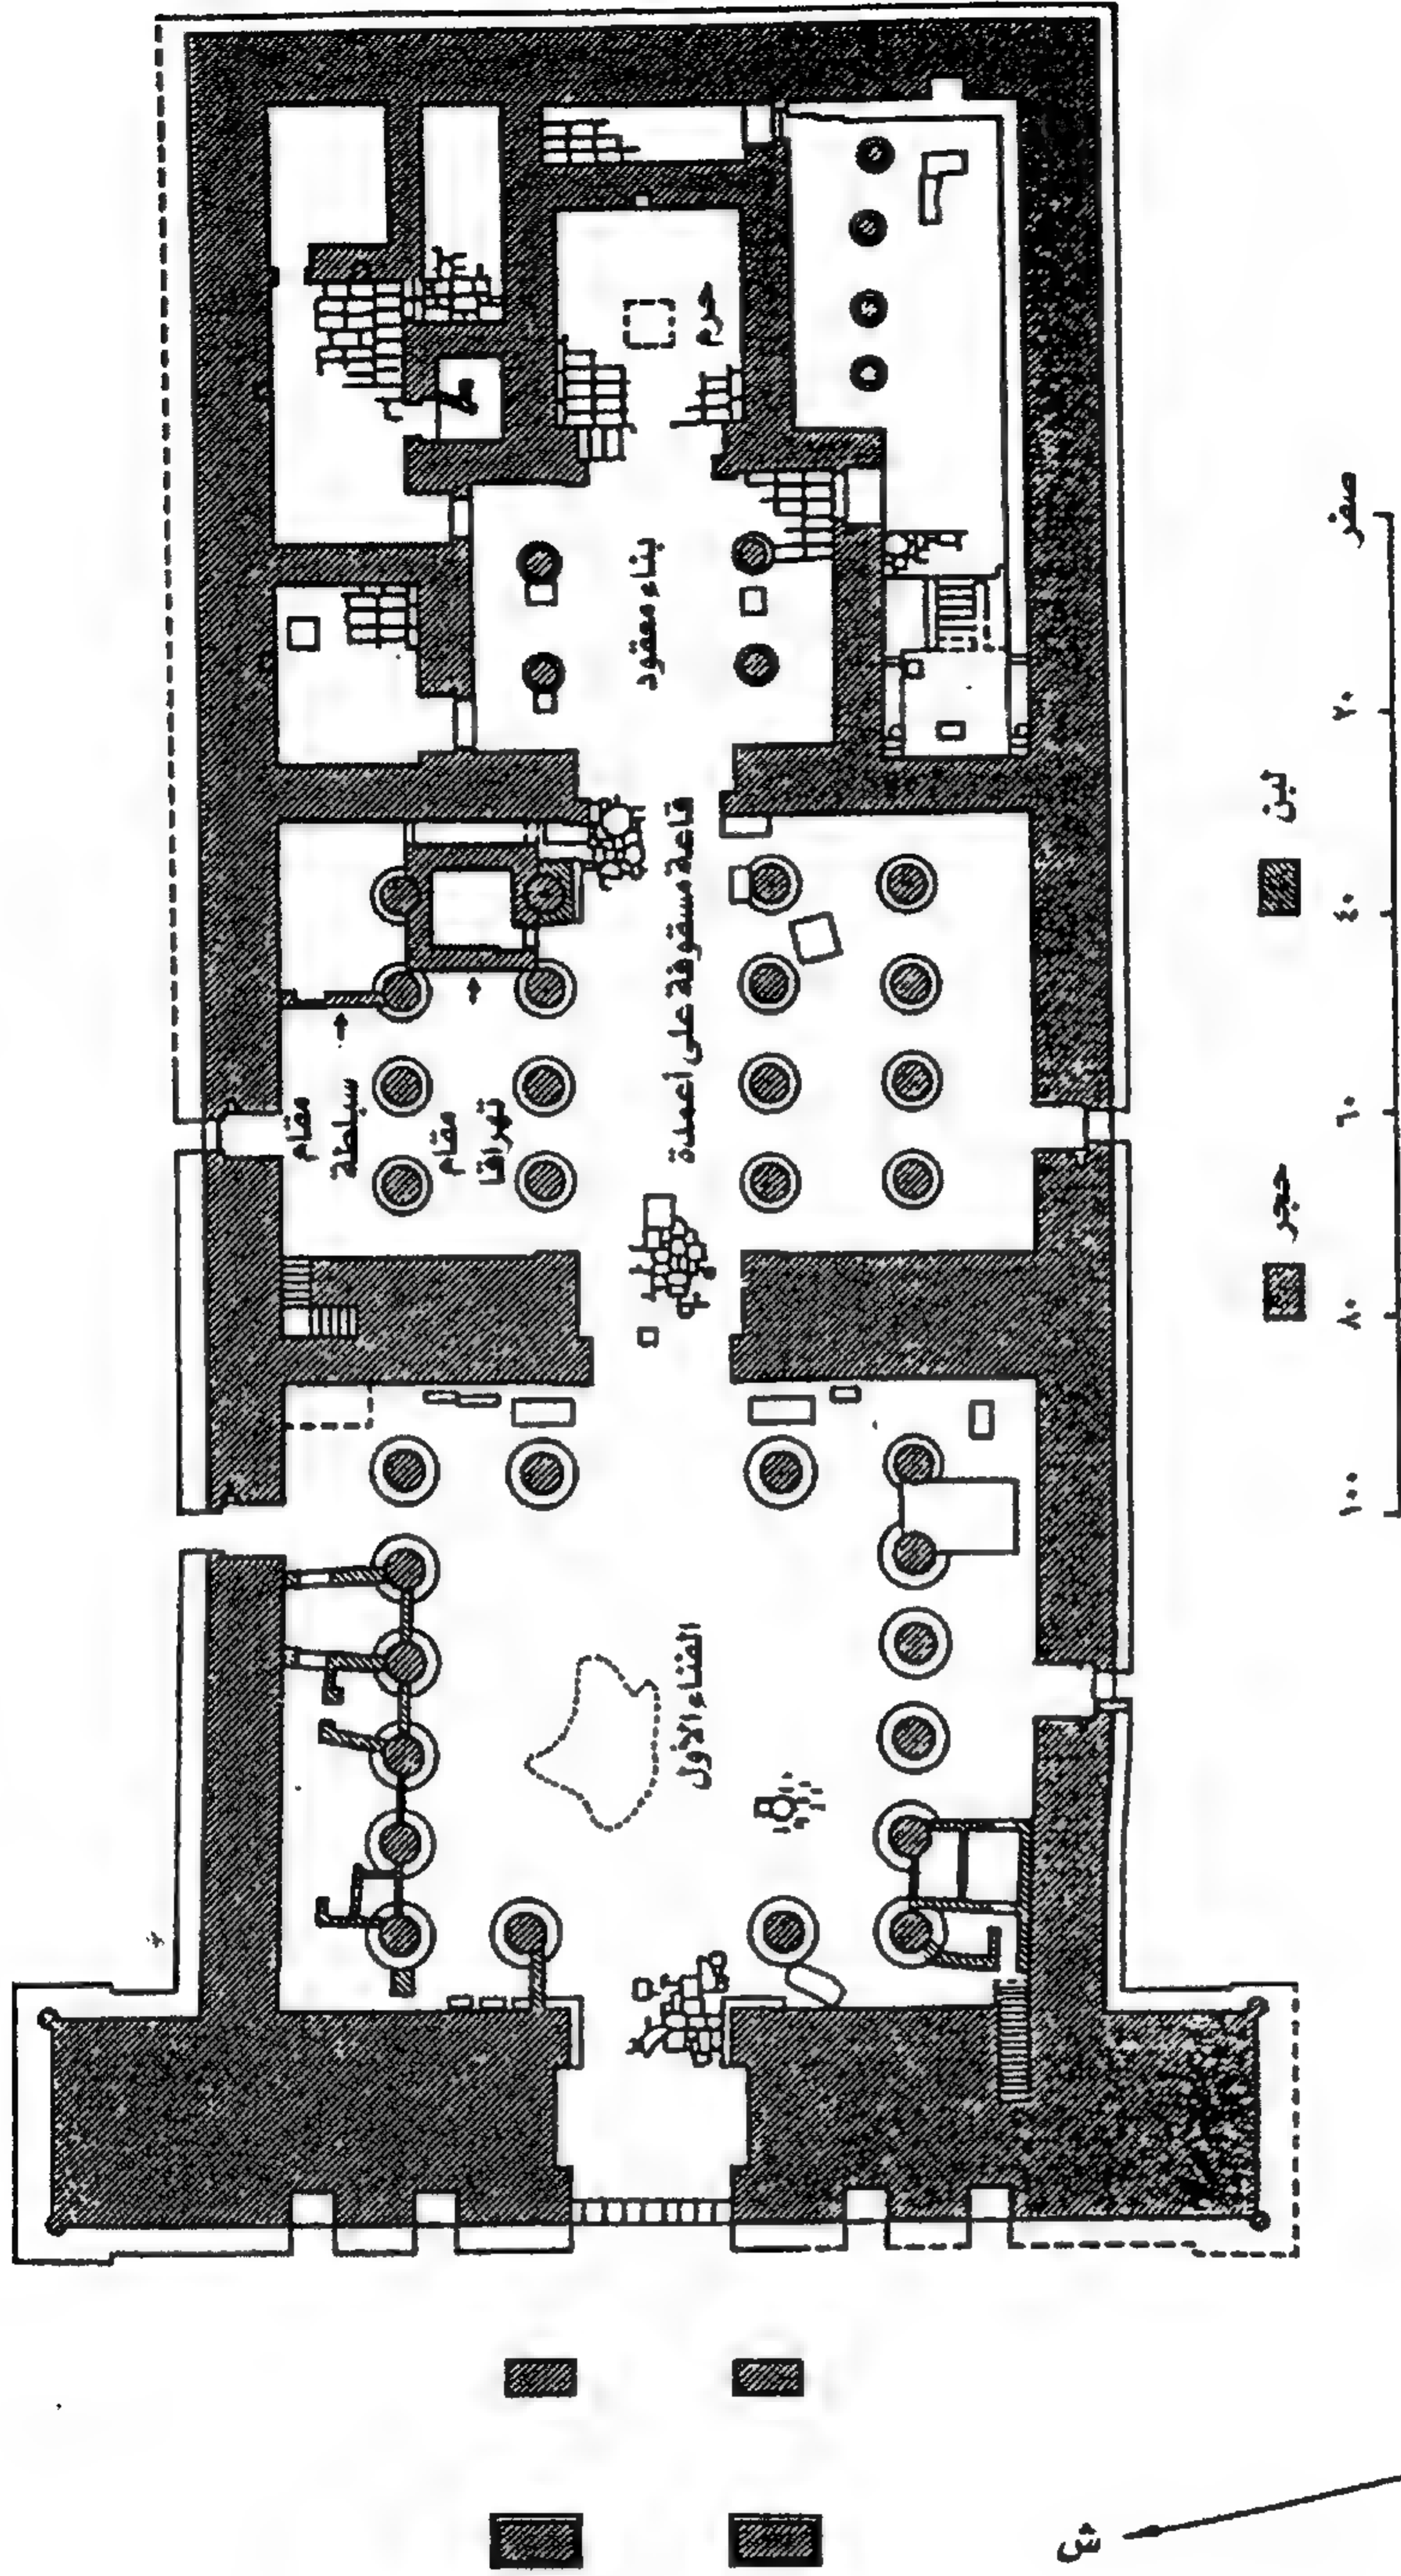 حرم
بناء معقود
قاعة مسقوفة على أعمدة
مقام
سباطة
مقام
تهراقا
الفناء الأول
صفر
٢٠
٤٠
٦٠
٨٠
١٠٠
لبن
حجر
ش